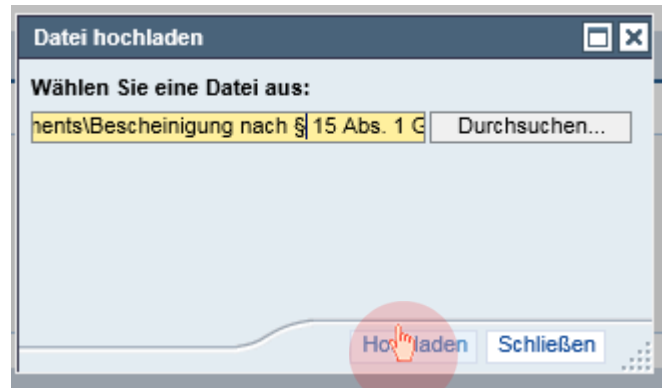 Datei hochladen
Wählen Sie eine Datei aus:
nents\Bescheinigung nach § 15 Abs. 1 G
Durchsuchen...
Hochladen Schließen